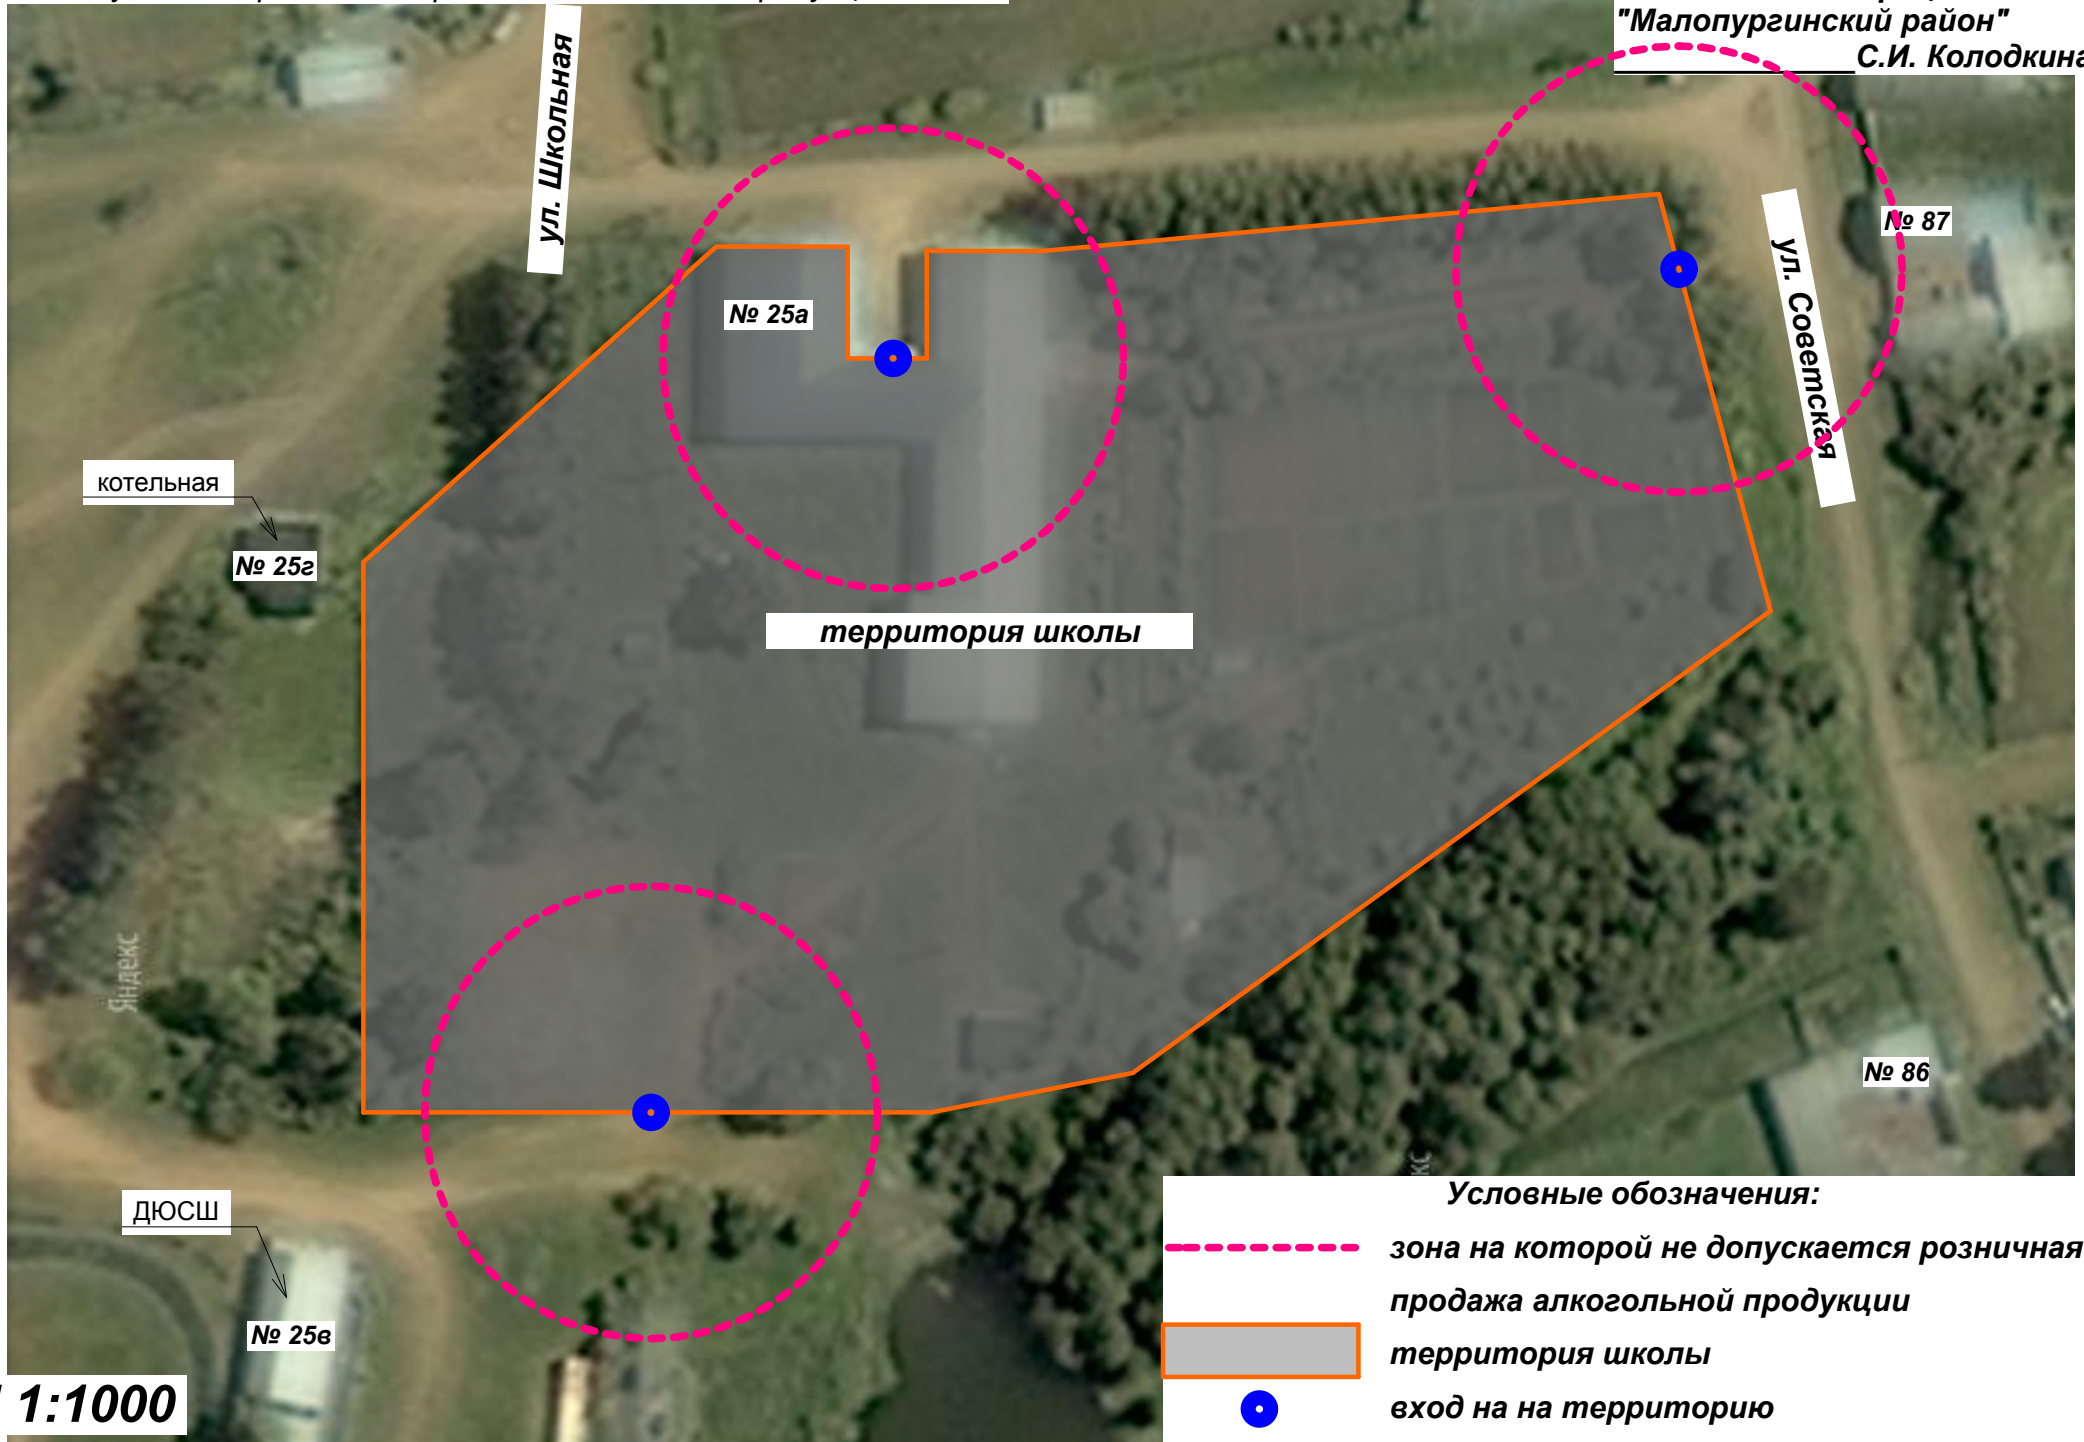 "Малопургинский район"
С.И. Колодкина
ул. Школьная
№ 87
ул. Советская
№ 25а
котельная
№ 25г
территория школы
Яндекс
№ 86
ДЮСШ
№ 25в
1:1000
Условные обозначения:
зона на которой не допускается розничная
продажа алкогольной продукции
территория школы
вход на на территорию